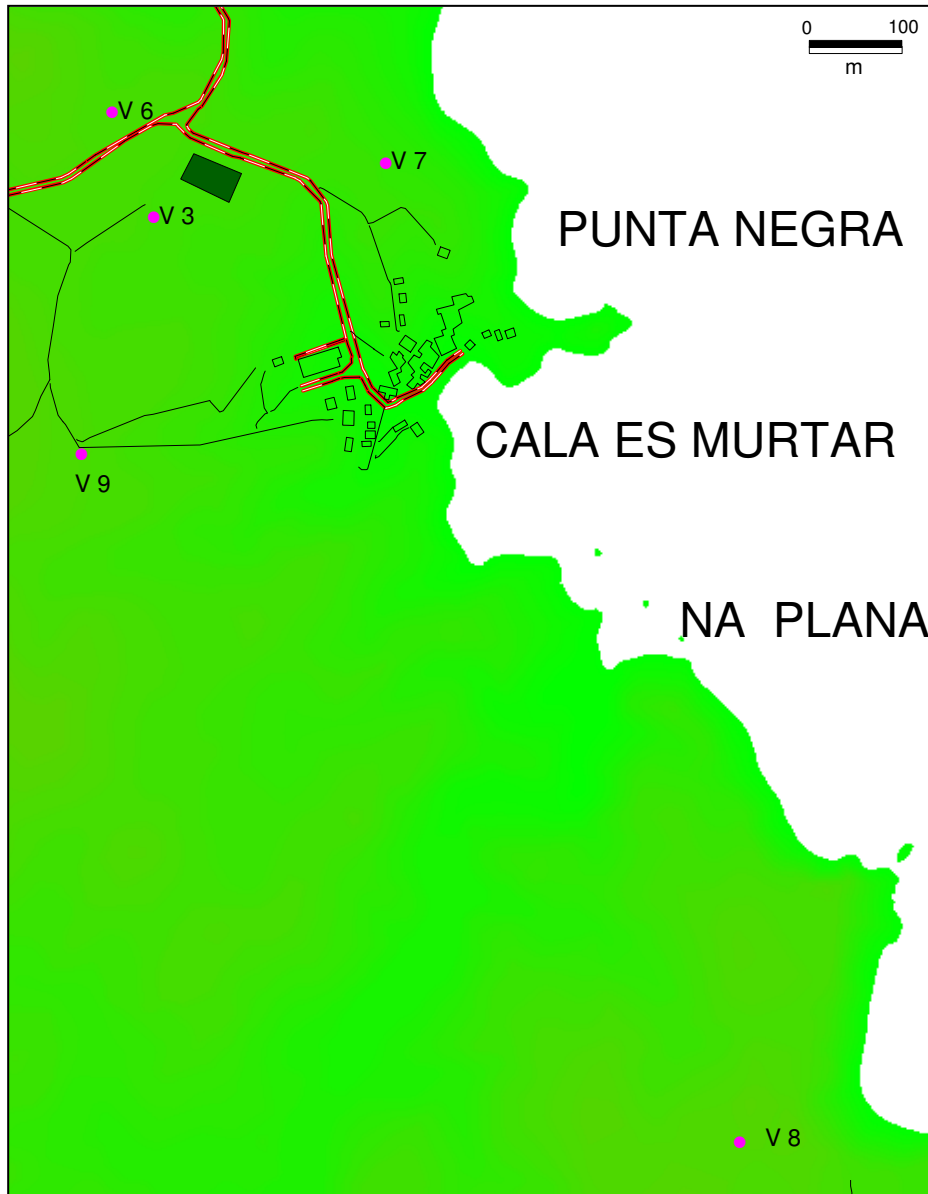 0 100
m
V 6
V 7
V 3
PUNTA NEGRA
CALA ES MURTAR
V 9
NA PLANA
V 8